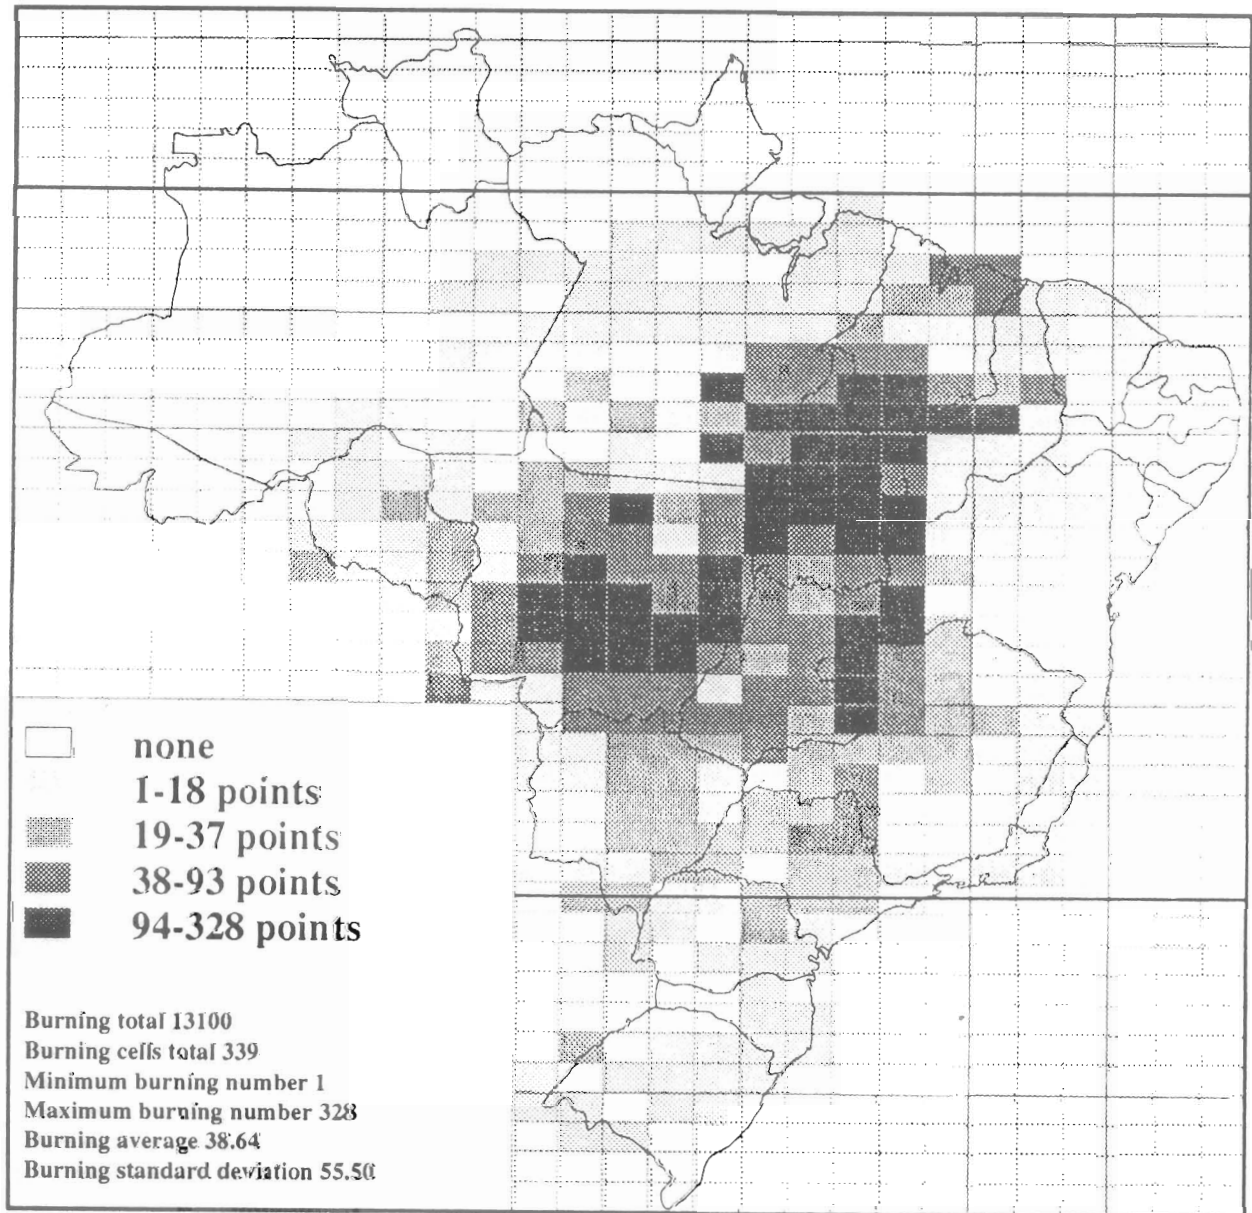 none
1-18 points
19-37 points
38-93 points
94-328 points
Burning total 13100
Burning cells total 339
Minimum burning number 1
Maximum burning number 328
Burning average 38.64
Burning standard deviation 55.50